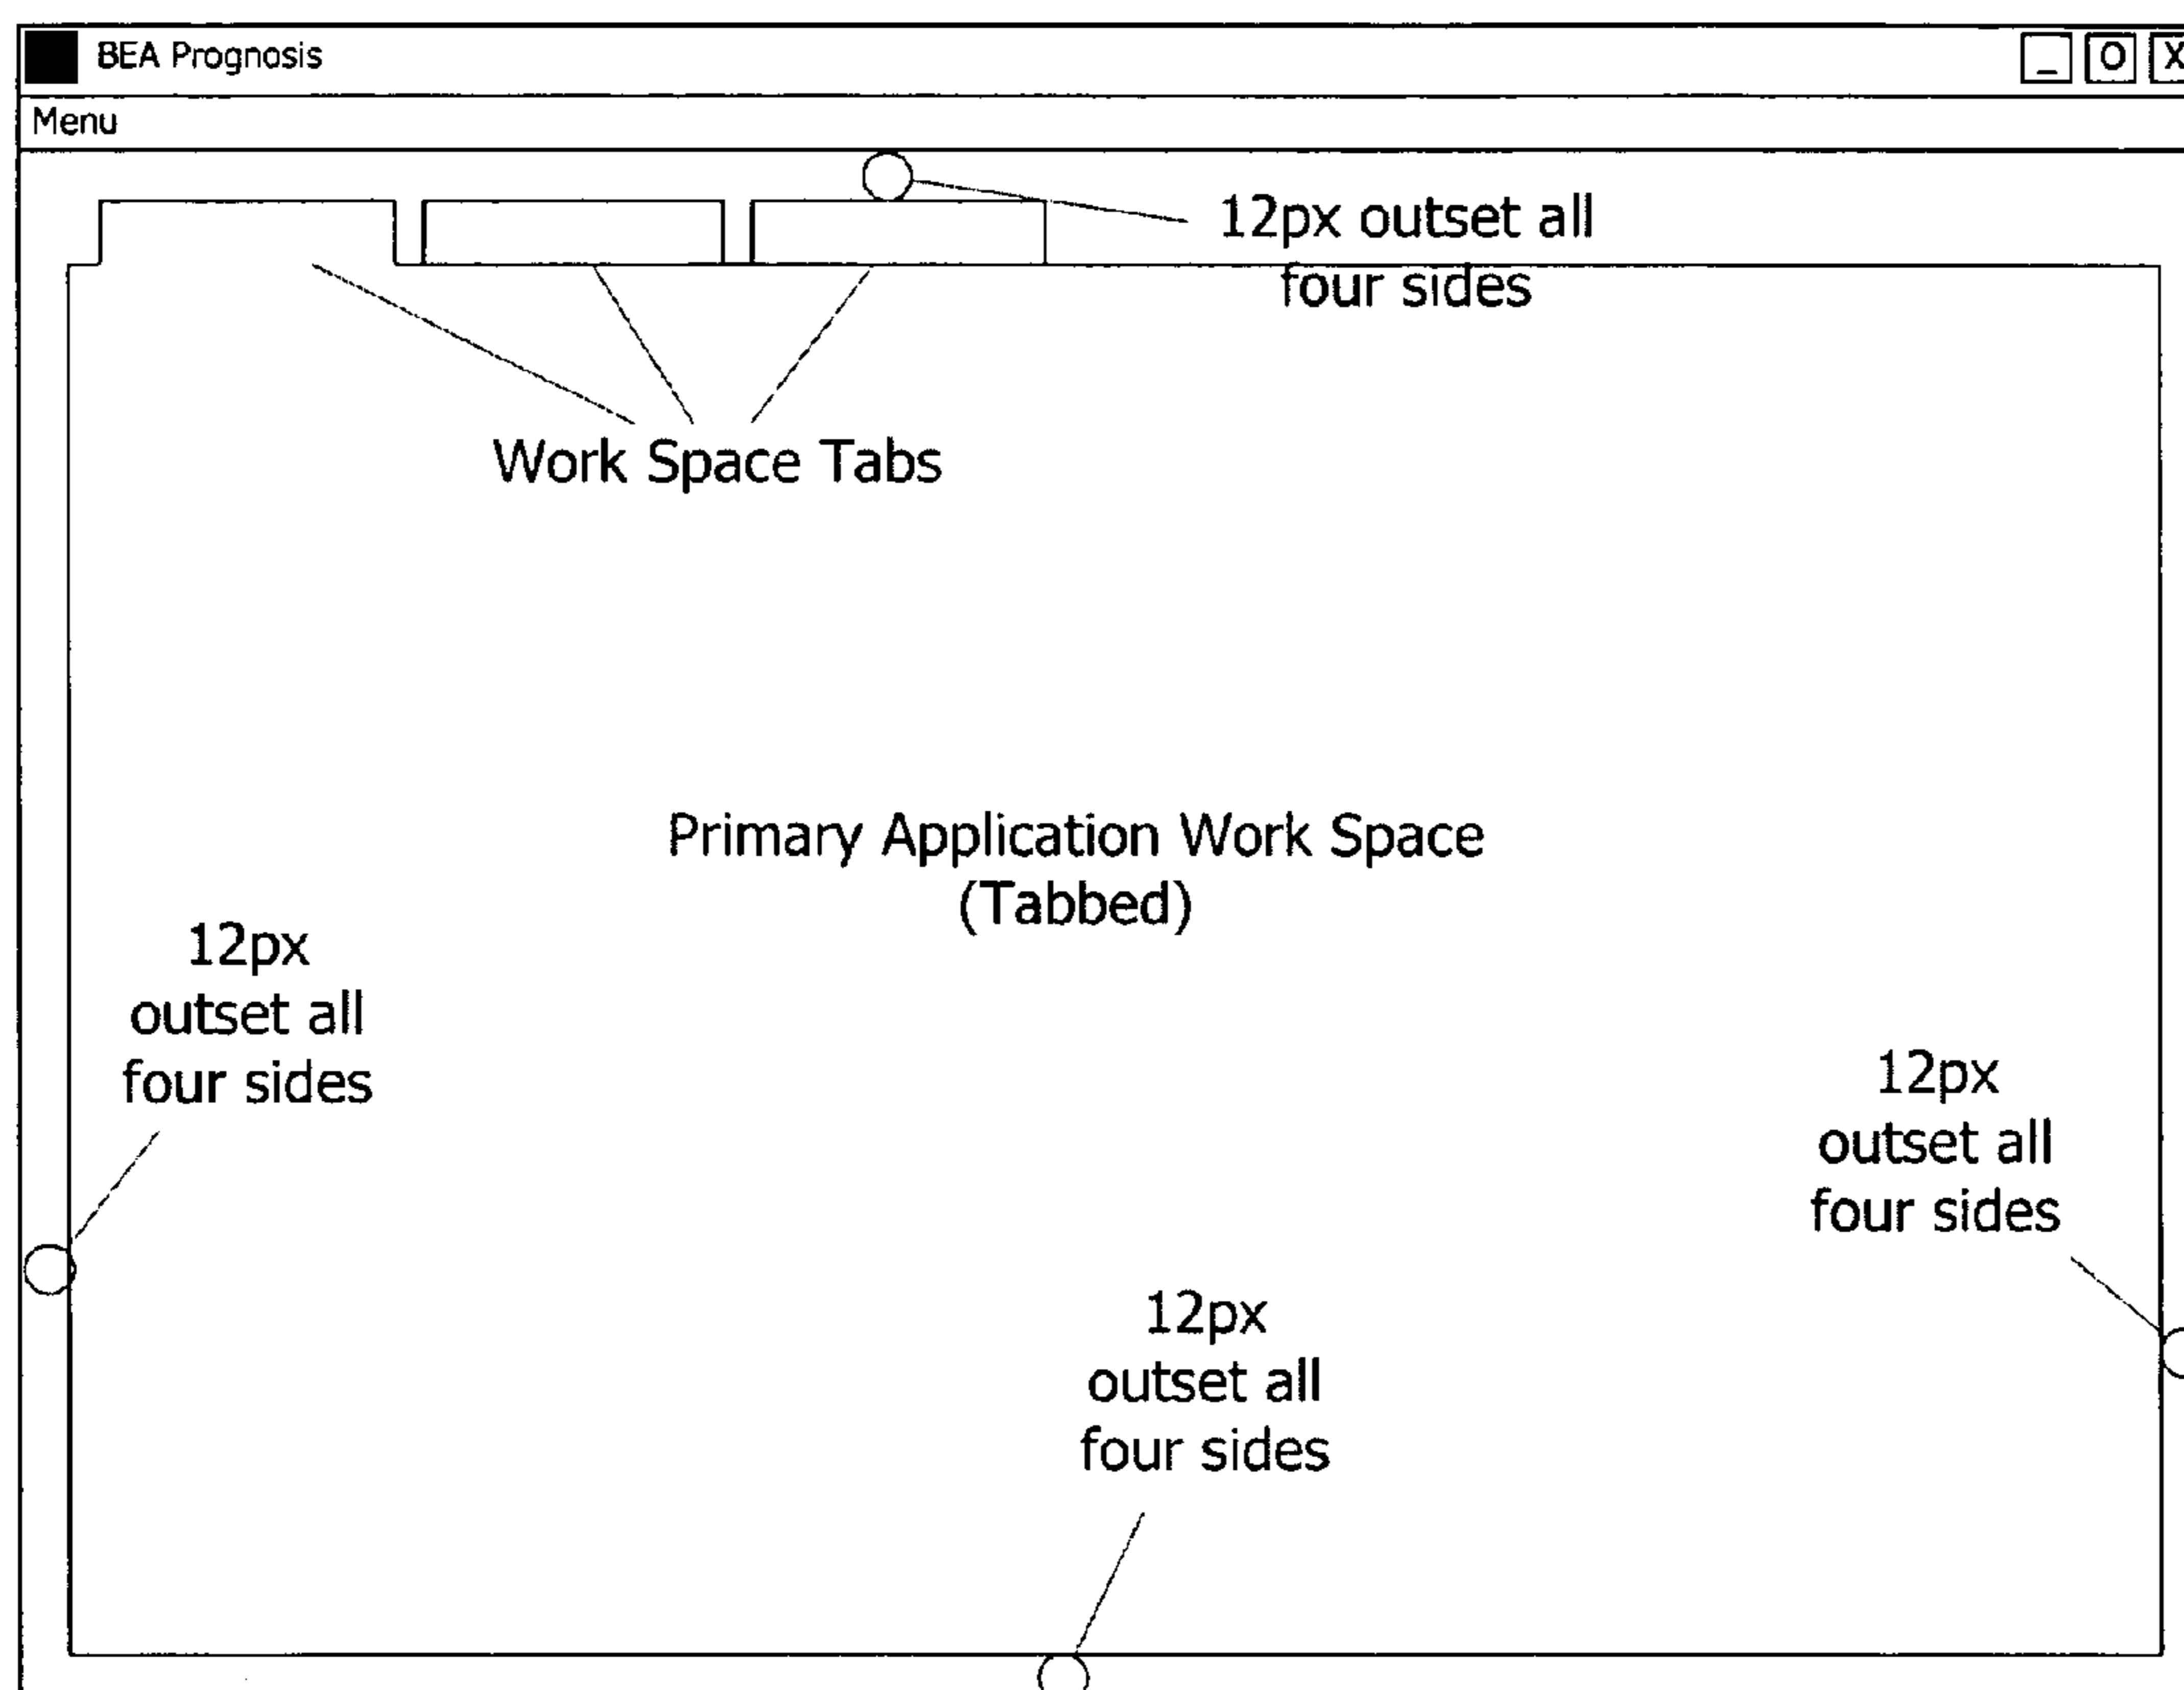 BEA Prognosis
_ O X
Menu
12px outset all
four sides
Work Space Tabs
Primary Application Work Space
(Tabbed)
12px
outset all
four sides
12px
outset all
four sides
12px
outset all
four sides